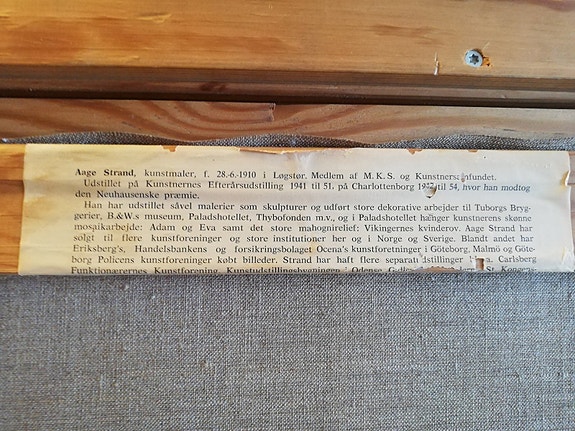 Aage Strand, kunstmaler, f. 28-6-1910 i Løgstør. Medlem af M.K.S. og Kunstnersamfundet.
Udstillet på Kunstnernes Efterårsudstilling 1941 til 51, på Charlottenborg til 54, hvor han modtog
den Neuhausenske præmie.
Han har udstillet såvel malerier som skulpturer og udført store dekorative arbejder til Tuborgs Bryg-
gerier, B.&W.s museum, Paladshotellet, Thybofonden m.v., og i Paladshotellet hænger kunstnerens skønne
mosaikarbejde: Adam og Eva samt det store mahognirelief: Vikingernes kvinderov. Aage Strand har
solgt til flere kunstforeninger og store institutioner her og i Norge og Sverige. Blandt andet har
Eriksberg's, Handelsbankens og forsikringsbolaget Ocena's kunstforetninger i Göteborg, Malmö og Göte-
borg Policens kunstforeninger købt billeder. Strand har haft flere separatudstillinger Carlsberg
Funktionærernes Kunstforening, Kunstudstillingsbygningen i Odense,